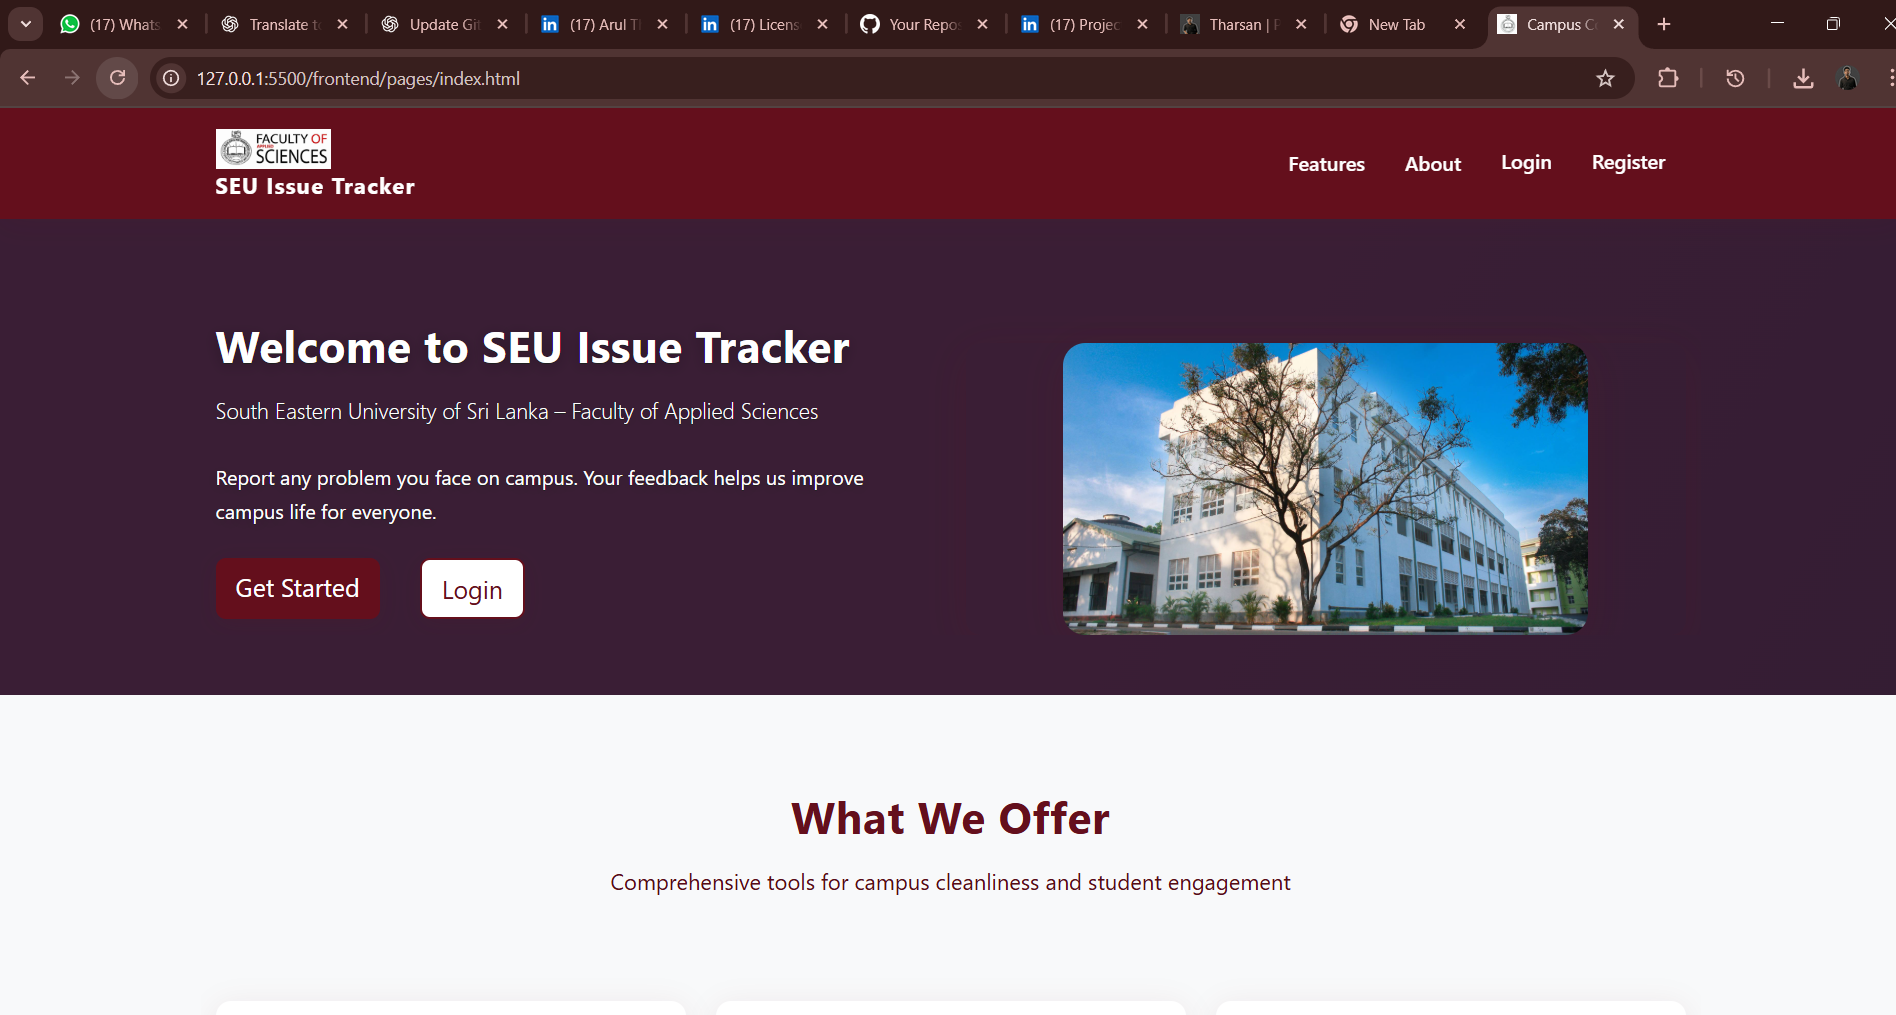 (17) Whats
Translate t
Update Git
(17) Arul T
(17) Licens
Your Repos
(17) Projec
Tharsan |
New Tab
Campus C
127.0.0.1:5500/frontend/pages/index.html
FACULTY OF
APPLIED
SCIENCES
SEU Issue Tracker
Features
About
Login
Register
Welcome to SEU Issue Tracker
South Eastern University of Sri Lanka – Faculty of Applied Sciences
Report any problem you face on campus. Your feedback helps us improve
campus life for everyone.
Get Started
Login
What We Offer
Comprehensive tools for campus cleanliness and student engagement